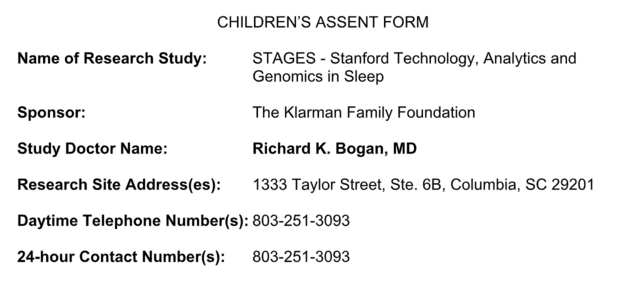 CHILDREN’S ASSENT FORM
Name of Research Study: STAGES - Stanford Technology, Analytics and
Genomics in Sleep
Sponsor: The Klarman Family Foundation
Study Doctor Name: Richard K. Bogan, MD
Research Site Address(es): 1333 Taylor Street, Ste. 6B, Columbia, SC 29201
Daytime Telephone Number(s): 803-251-3093
24-hour Contact Number(s): 803-251-3093